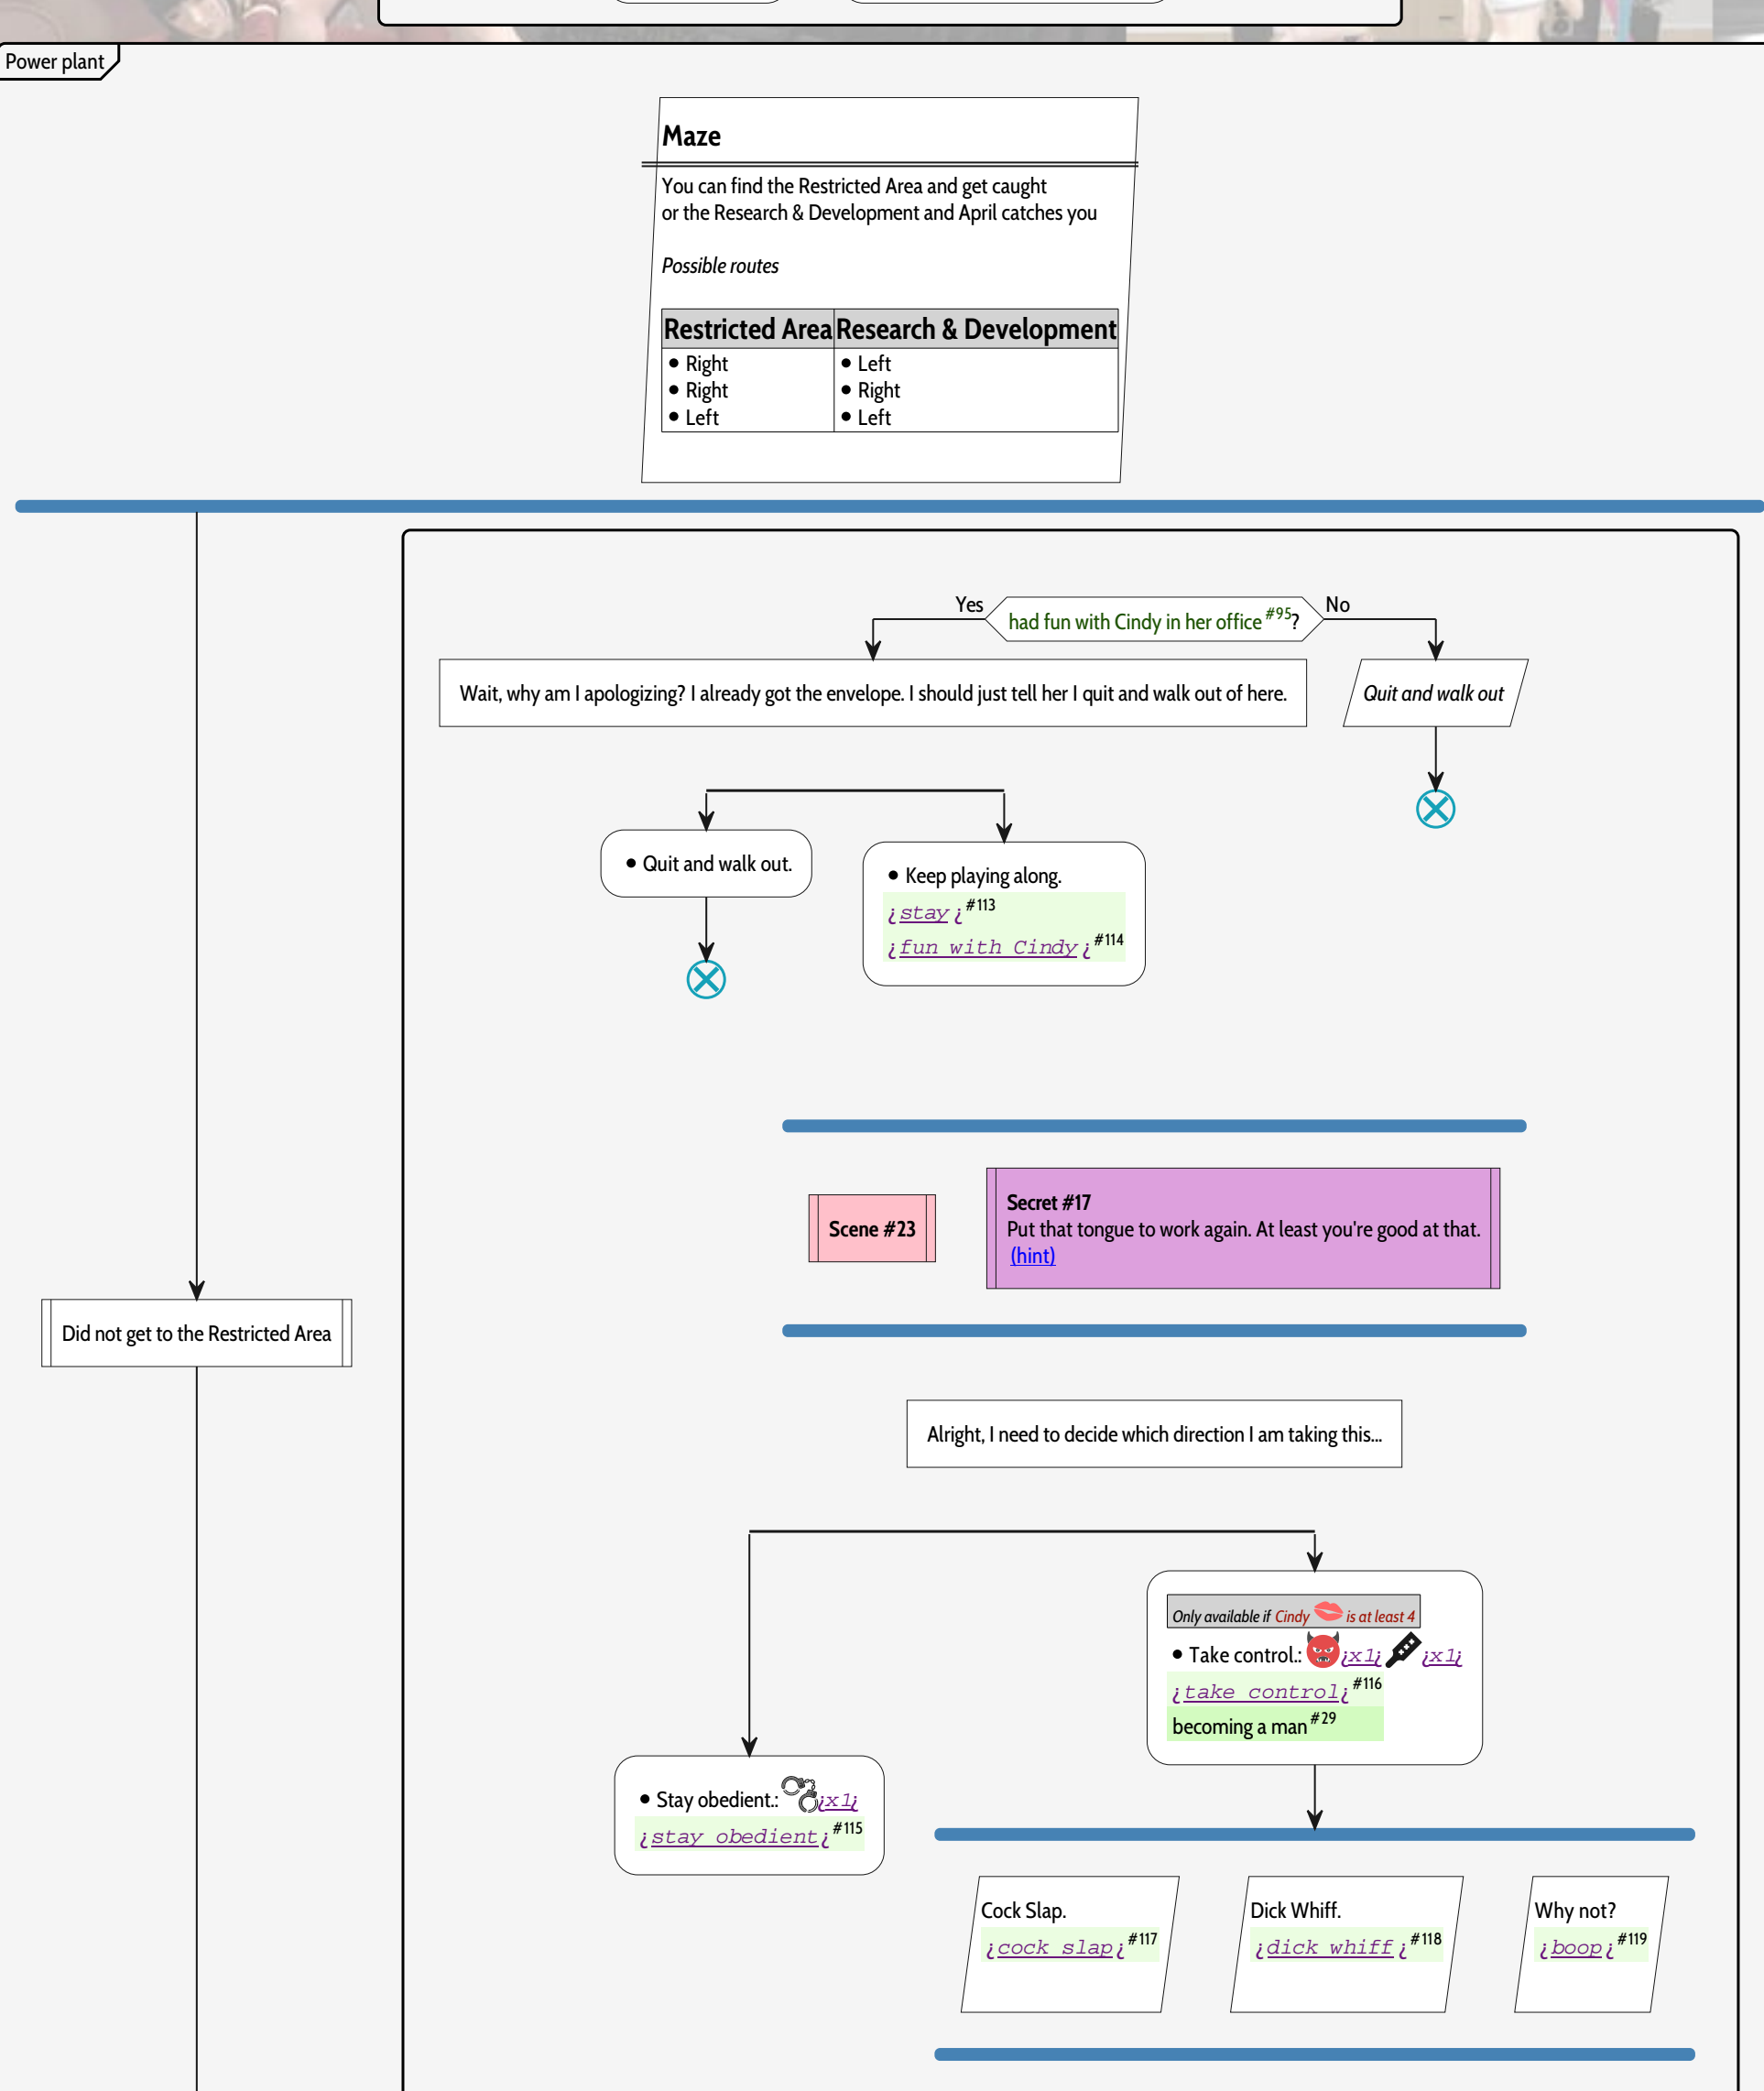 Power plant
Maze
You can find the Restricted Area and get caught
or the Research & Development and April catches you
Possible routes
Restricted Area Research & Development
• Right • Left
• Right • Right
• Left • Left
Yes had fun with Cindy in her office #95? No
Wait, why am I apologizing? I already got the envelope. I should just tell her I quit and walk out of here.
Quit and walk out
• Quit and walk out.
• Keep playing along.
¿stay¿ #113
¿fun with Cindy¿ #114
Scene #23
Secret #17
Put that tongue to work again. At least you're good at that.
(hint)
Did not get to the Restricted Area
Alright, I need to decide which direction I am taking this...
Only available if Cindy is at least 4
• Take control.: ¿x1¿ ¿x1¿
¿take control¿ #116
becoming a man #29
• Stay obedient.: ¿x1¿
¿stay obedient¿ #115
Cock Slap.
¿cock slap¿ #117
Dick Whiff.
¿dick whiff¿ #118
Why not?
¿boop¿ #119